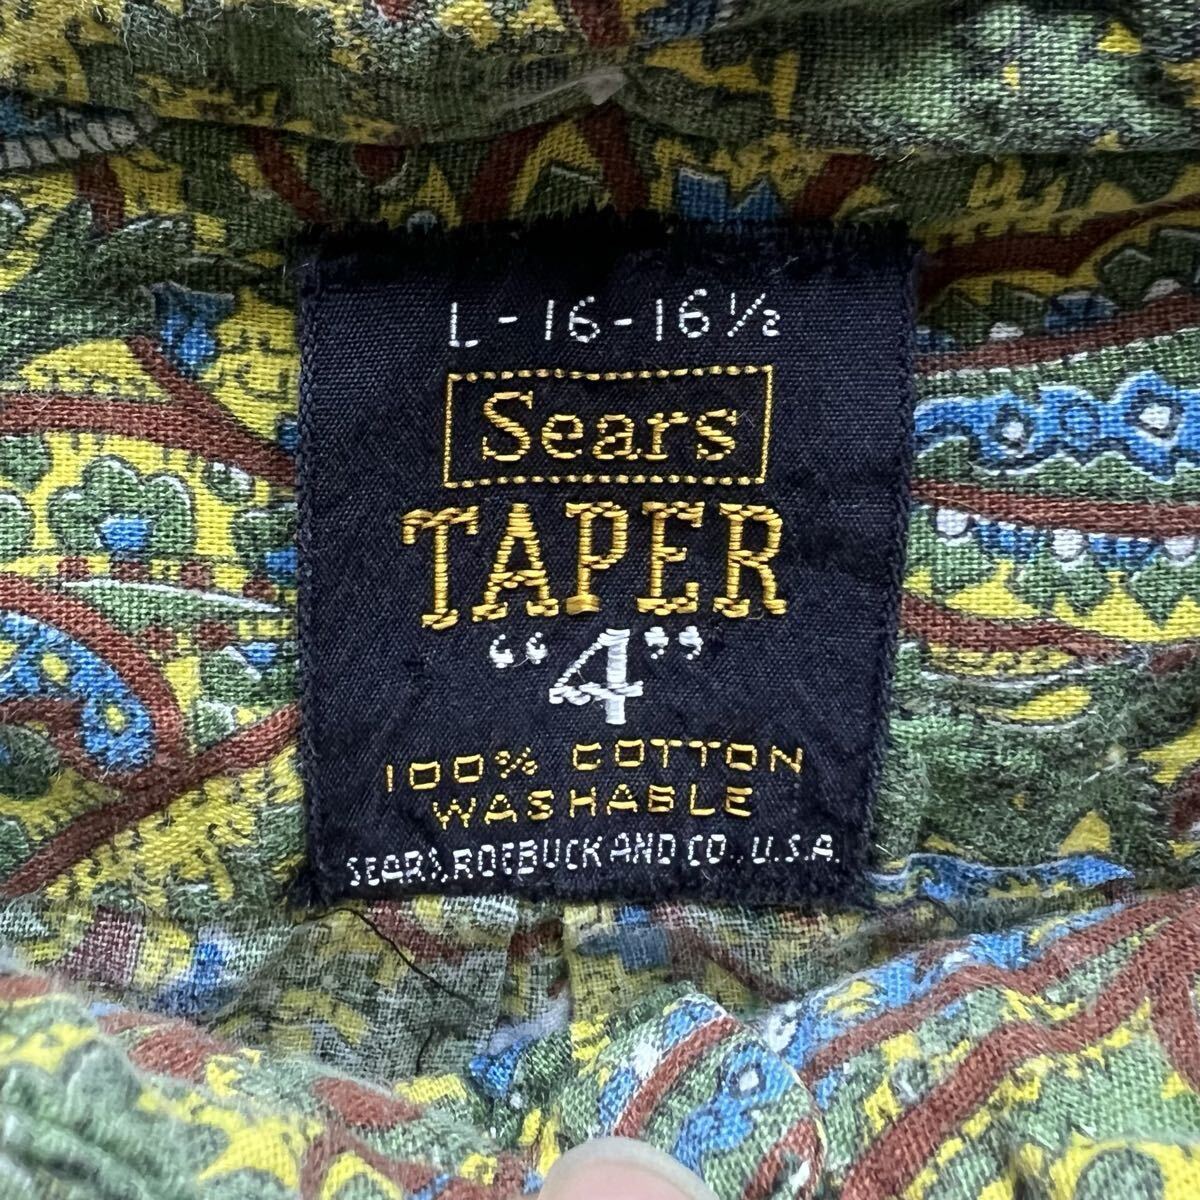 L-16-16½
Sears
TAPER
“4”
100% COTTON
WASHABLE
SEARS, ROEBUCK AND CO., U.S.A.